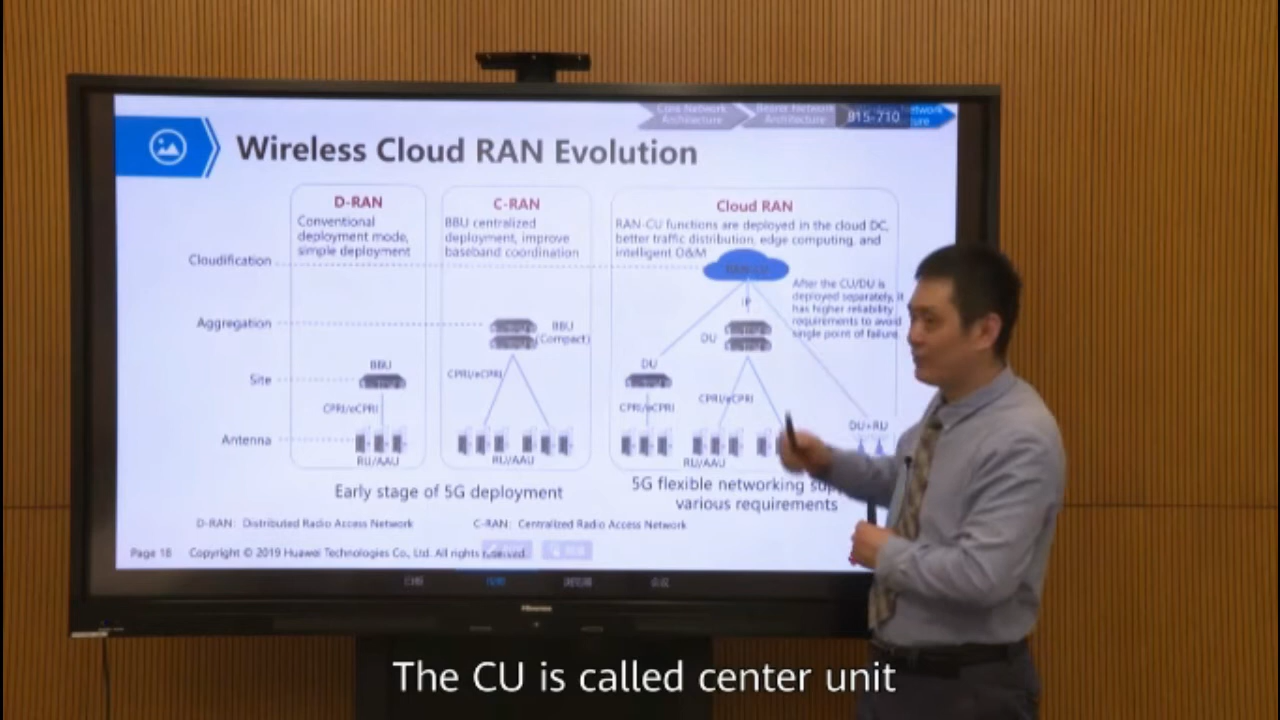 Core Network
Architecture
Bearer Network
Architecture
915-710
Wireless Cloud RAN Evolution
D-RAN
Conventional
deployment mode,
simple deployment
C-RAN
BBU centralized
deployment, improve
baseband coordination
Cloud RAN
RAN-CU functions are deployed in the cloud DC,
better traffic distribution, edge computing, and
intelligent O&M
Cloudification
RAN-CU
After the CU/DU is
deployed separately, it
has higher reliability
requirements to avoid
single point of failure.
IP
Aggregation
BBU
(Compact)
DU
Site
BBU
CPRI/eCPRI
DU
CPRI/eCPRI
CPRI/eCPRI
CPRI/eCPRI
Antenna
DU+RU
RU/AAU
RU/AAU
RU/AAU
Early stage of 5G deployment
5G flexible networking
various requirements
D-RAN: Distributed Radio Access Network
C-RAN: Centralized Radio Access Network
Page 18
Copyright © 2019 Huawei Technologies Co., Ltd. All rights reserved.
Hisense
The CU is called center unit